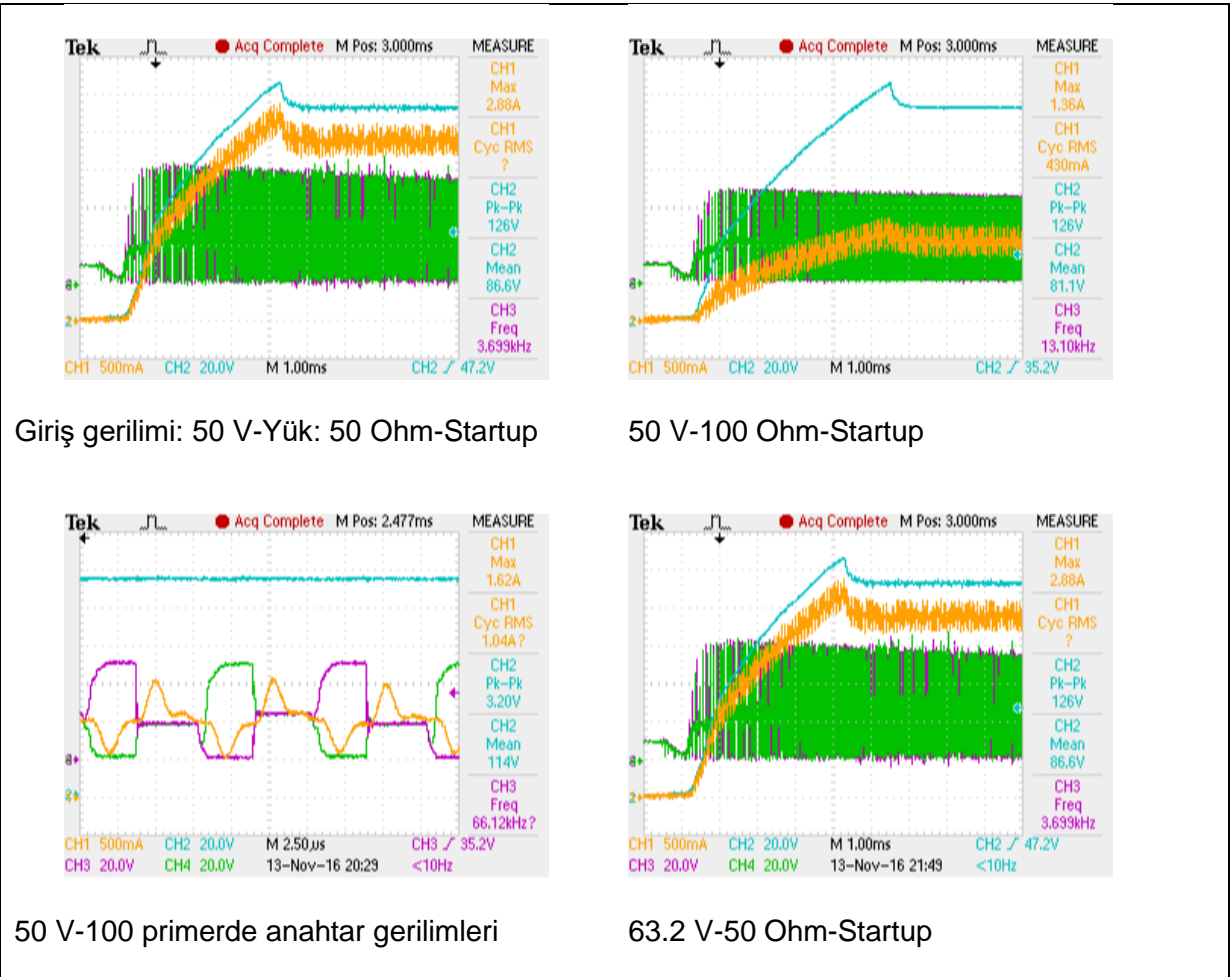 Tek Acq Complete M Pos: 3.000ms MEASURE
CH1
Max
2.88A
CH1
Cyc RMS
?
CH2
Pk-Pk
126V
CH2
Mean
86.6V
CH3
Freq
3.699kHz
CH1 500mA CH2 20.0V M 1.00ms CH2 47.2V
Giriş gerilimi: 50 V-Yük: 50 Ohm-Startup
Tek Acq Complete M Pos: 3.000ms MEASURE
CH1
Max
1.36A
CH1
Cyc RMS
430mA
CH2
Pk-Pk
126V
CH2
Mean
81.1V
CH3
Freq
13.10kHz
CH1 500mA CH2 20.0V M 1.00ms CH2 35.2V
50 V-100 Ohm-Startup
Tek Acq Complete M Pos: 2.477ms MEASURE
CH1
Max
1.62A
CH1
Cyc RMS
1.04A?
CH2
Pk-Pk
3.20V
CH2
Mean
114V
CH3
Freq
66.12kHz?
CH1 500mA CH2 20.0V M 2.50µs CH3 35.2V
CH3 20.0V CH4 20.0V 13-Nov-16 20:29 <10Hz
50 V-100 primerde anahtar gerilimleri
Tek Acq Complete M Pos: 3.000ms MEASURE
CH1
Max
2.88A
CH1
Cyc RMS
?
CH2
Pk-Pk
126V
CH2
Mean
86.6V
CH3
Freq
3.699kHz
CH1 500mA CH2 20.0V M 1.00ms CH2 47.2V
CH3 20.0V CH4 20.0V 13-Nov-16 21:49 <10Hz
63.2 V-50 Ohm-Startup